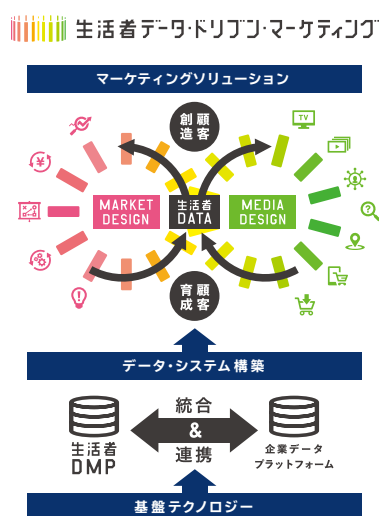 生活者データ・ドリブン・マーケティング
マーケティングソリューション
顧客
創造
TV
¥
MARKET
DESIGN
生活者
DATA
MEDIA
DESIGN
?
顧客
育成
データ・システム構築
統合
&
連携
生活者
DMP
企業データ
プラットフォーム
基盤テクノロジー